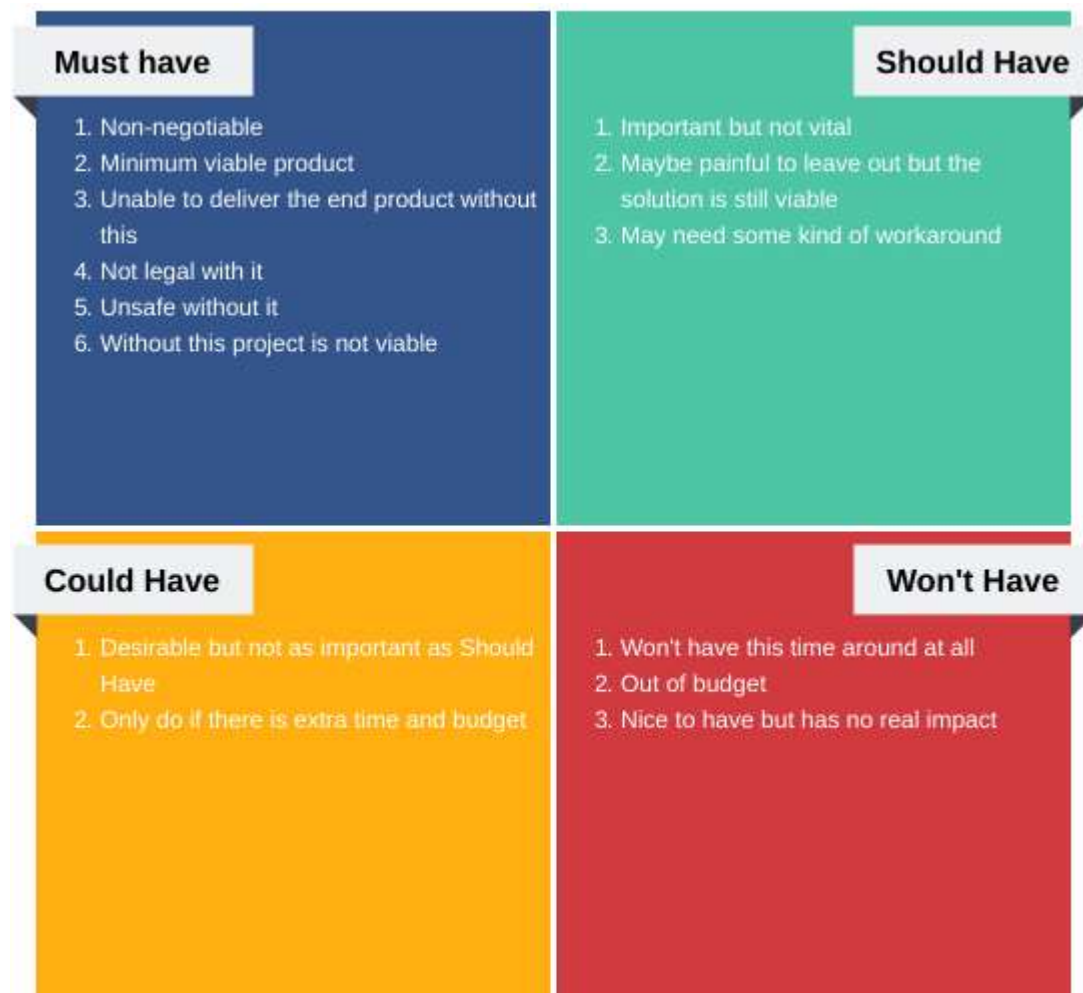 Must have
1. Non-negotiable
2. Minimum viable product
3. Unable to deliver the end product without
this
4. Not legal with it
5. Unsafe without it
6. Without this project is not viable
Should Have
1. Important but not vital
2. Maybe painful to leave out but the
solution is still viable
3. May need some kind of workaround
Could Have
1. Desirable but not as important as Should
Have
2. Only do if there is extra time and budget
Won't Have
1. Won't have this time around at all
2. Out of budget
3. Nice to have but has no real impact